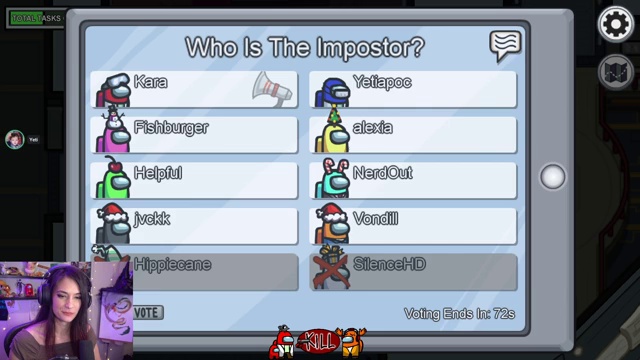 TOTAL TASKS
Who Is The Impostor?
Kara
Yetiapoc
Fishburger
alexia
Yeti
Helpful
NerdOut
jvckk
Vondill
Hippiecane
SilenceHD
VOTE
Voting Ends In: 72s
KILL